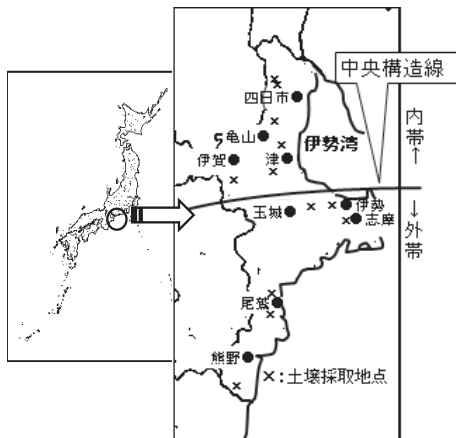 中央構造線
四日市
亀山
伊勢湾
伊賀
津
内帯↑
↓外帯
玉城
伊勢
志摩
尾鷲
熊野
×:土壌採取地点